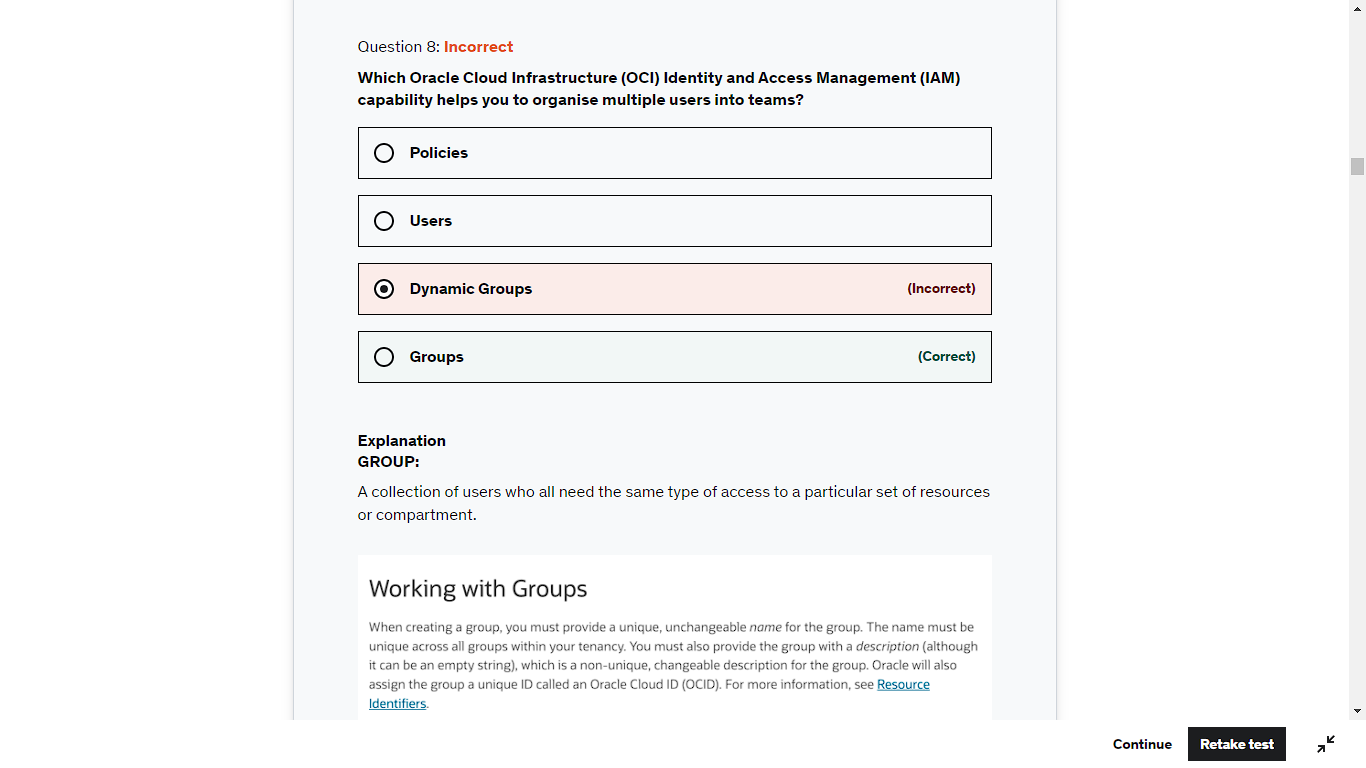 Question 8: Incorrect
Which Oracle Cloud Infrastructure (OCI) Identity and Access Management (IAM)
capability helps you to organise multiple users into teams?
Policies
Users
Dynamic Groups (Incorrect)
Groups (Correct)
Explanation
GROUP:
A collection of users who all need the same type of access to a particular set of resources
or compartment.
Working with Groups
When creating a group, you must provide a unique, unchangeable name for the group. The name must be
unique across all groups within your tenancy. You must also provide the group with a description (although
it can be an empty string), which is a non-unique, changeable description for the group. Oracle will also
assign the group a unique ID called an Oracle Cloud ID (OCID). For more information, see Resource
Identifiers.
Continue Retake test